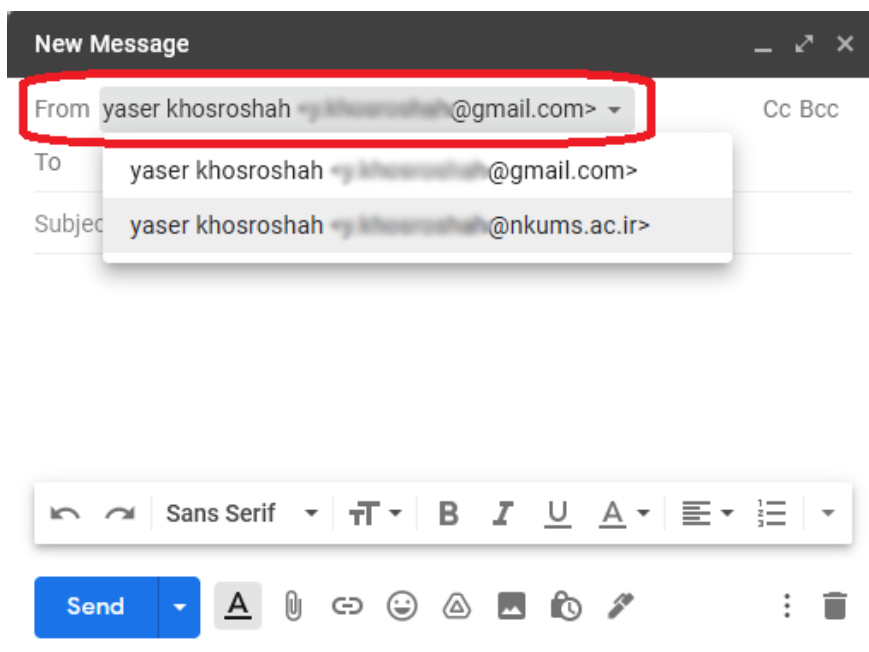 New Message
From yaser khosroshah @gmail.com> Cc Bcc
To
yaser khosroshah @gmail.com>
Subjec
yaser khosroshah @nkums.ac.ir>
Sans Serif
Send